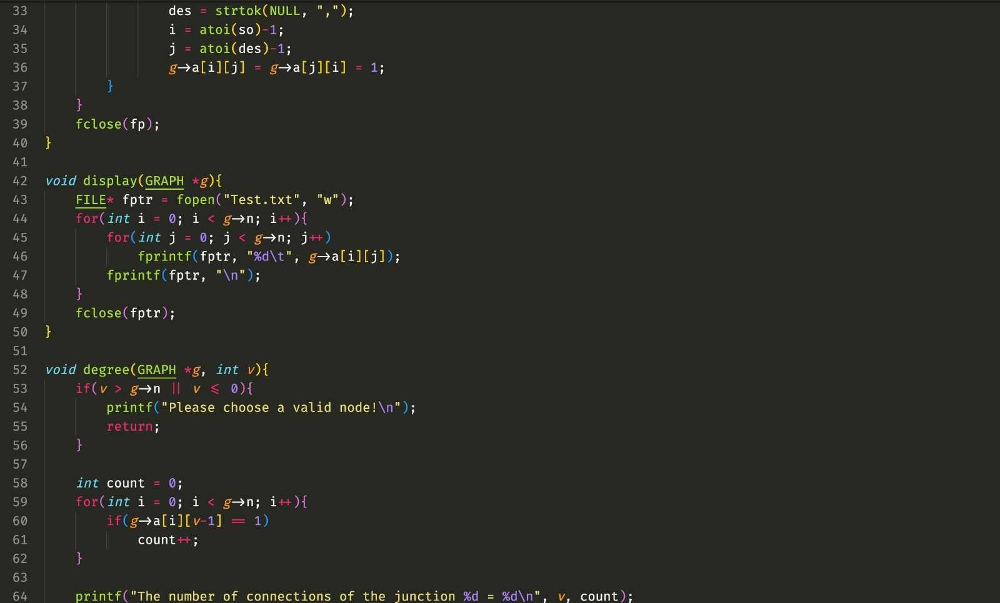 33 des = strtok(NULL, ",");
34 i = atoi(so)-1;
35 j = atoi(des)-1;
36 g->a[i][j] = g->a[j][i] = 1;
37 }
38 }
39 fclose(fp);
40 }
41
42 void display(GRAPH *g){
43 FILE* fptr = fopen("Test.txt", "w");
44 for(int i = 0; i < g->n; i++){
45 for(int j = 0; j < g->n; j++)
46 fprintf(fptr, "%d\t", g->a[i][j]);
47 fprintf(fptr, "\n");
48 }
49 fclose(fptr);
50 }
51
52 void degree(GRAPH *g, int v){
53 if(v > g->n || v <= 0){
54 printf("Please choose a valid node!\n");
55 return;
56 }
57
58 int count = 0;
59 for(int i = 0; i < g->n; i++){
60 if(g->a[i][v-1] == 1)
61 count++;
62 }
63
64 printf("The number of connections of the junction %d = %d\n", v, count);